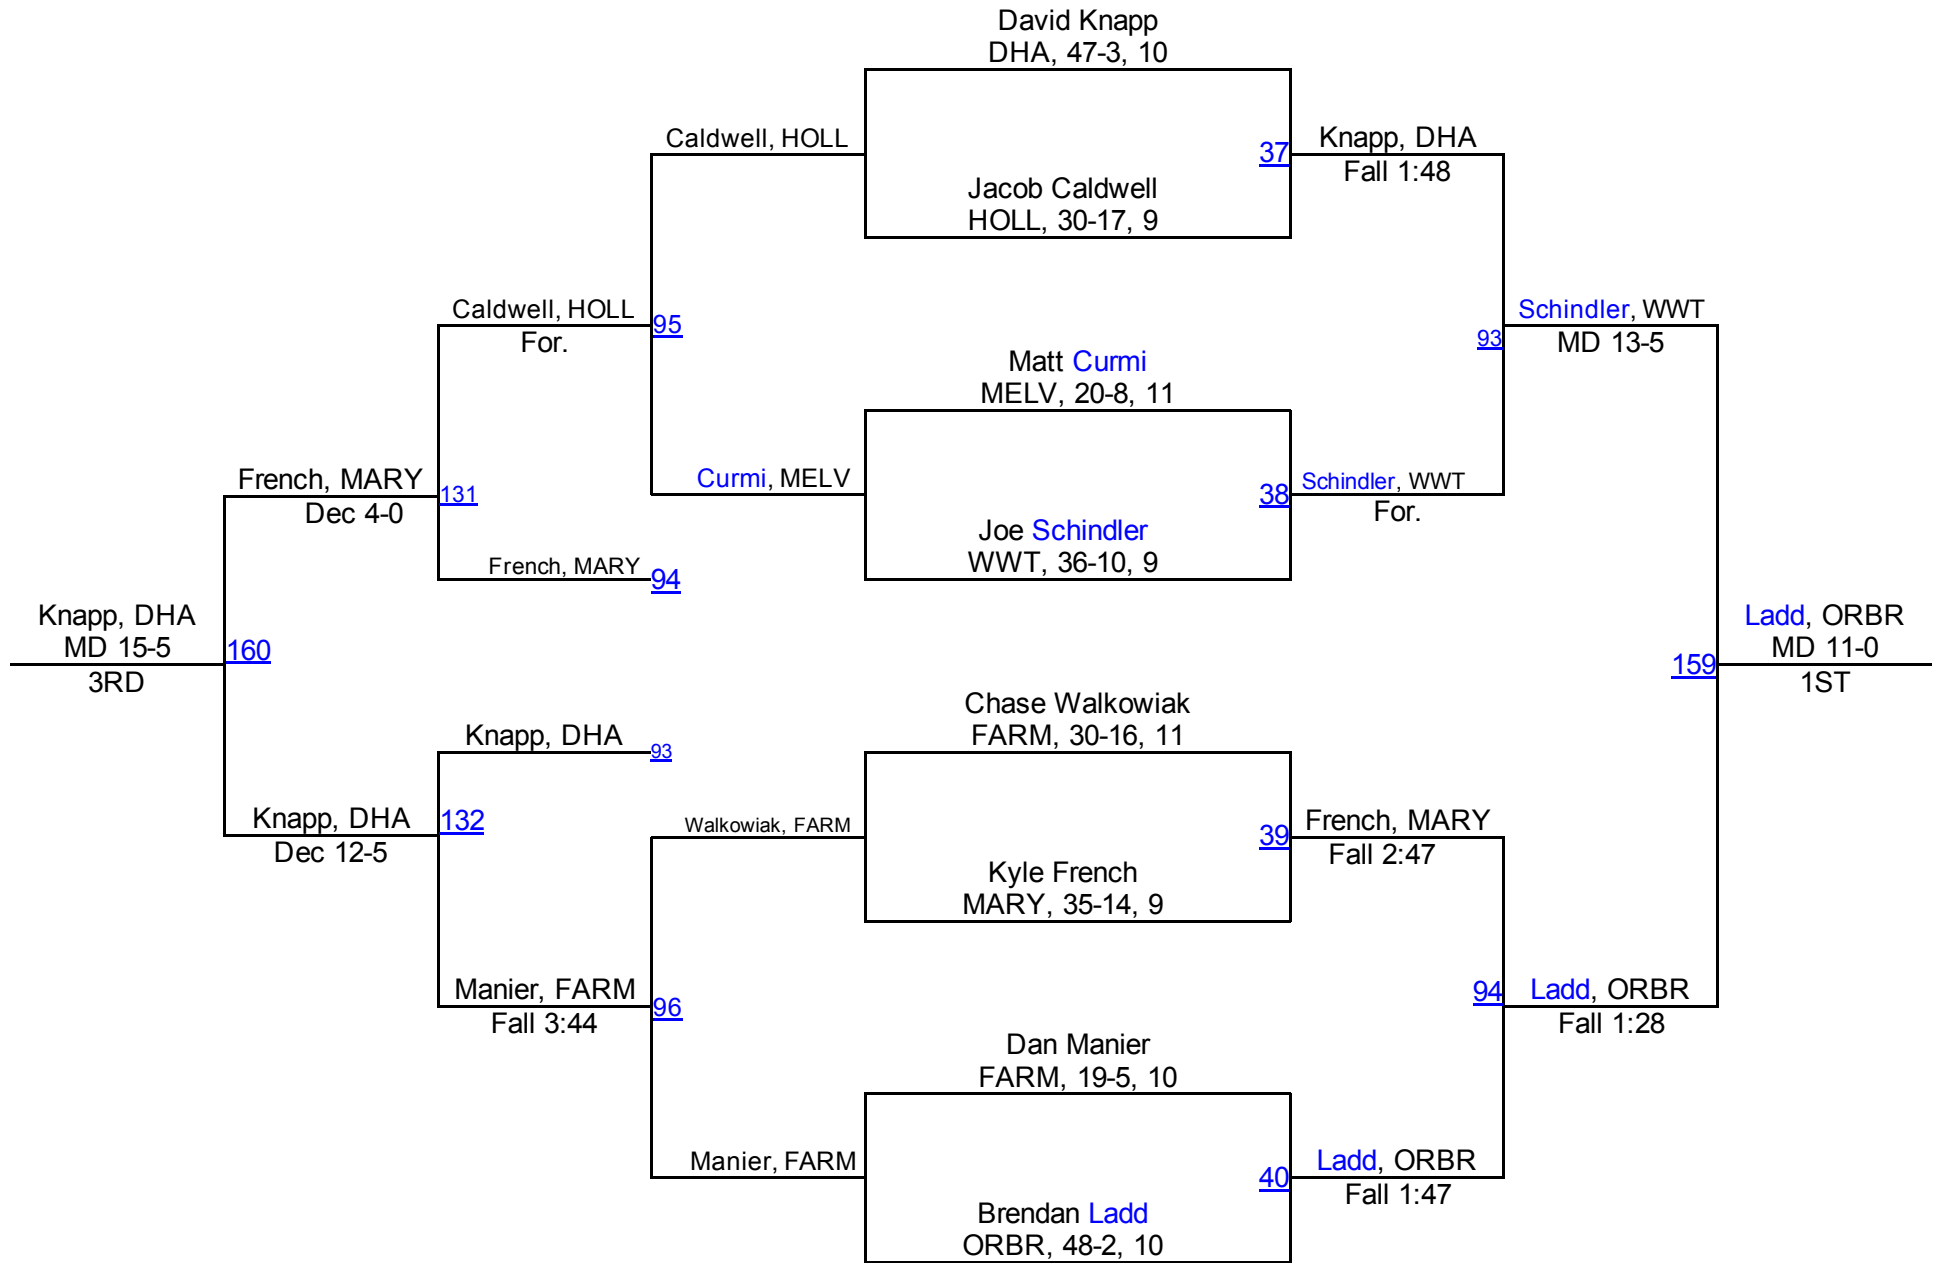 David Knapp
DHA, 47-3, 10
Caldwell, HOLL
37
Knapp, DHA
Fall 1:48
Jacob Caldwell
HOLL, 30-17, 9
Caldwell, HOLL
For.
95
93
Schindler, WWT
MD 13-5
Matt Curmi
MELV, 20-8, 11
French, MARY
Dec 4-0
131
Curmi, MELV
38
Schindler, WWT
For.
Joe Schindler
WWT, 36-10, 9
French, MARY
94
Knapp, DHA
MD 15-5
3RD
160
159
Ladd, ORBR
MD 11-0
1ST
Chase Walkowiak
FARM, 30-16, 11
Knapp, DHA
93
Knapp, DHA
Dec 12-5
132
Walkowiak, FARM
39
French, MARY
Fall 2:47
Kyle French
MARY, 35-14, 9
Manier, FARM
Fall 3:44
96
94
Ladd, ORBR
Fall 1:28
Dan Manier
FARM, 19-5, 10
Manier, FARM
40
Ladd, ORBR
Fall 1:47
Brendan Ladd
ORBR, 48-2, 10